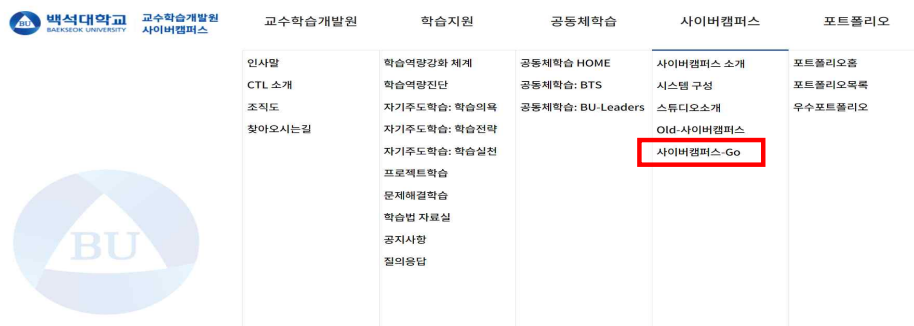 BU 백석대학교 BAEKSEOK UNIVERSITY
교수학습개발원
사이버캠퍼스
교수학습개발원 학습지원 공동체학습 사이버캠퍼스 포트폴리오
인사말
CTL 소개
조직도
찾아오시는길
학습역량강화 체계
학습역량진단
자기주도학습: 학습의욕
자기주도학습: 학습전략
자기주도학습: 학습실천
프로젝트학습
문제해결학습
학습법 자료실
공지사항
질의응답
공동체학습 HOME
공동체학습: BTS
공동체학습: BU-Leaders
사이버캠퍼스 소개
시스템 구성
스튜디오소개
Old-사이버캠퍼스
사이버캠퍼스-Go
포트폴리오홈
포트폴리오목록
우수포트폴리오
BU